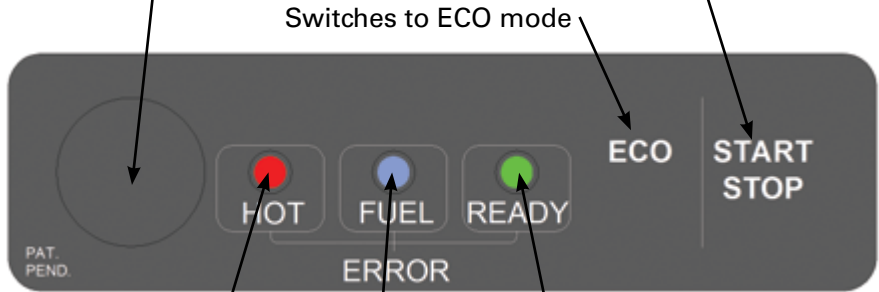 Switches to ECO mode
ECO
START
STOP
HOT
FUEL
READY
PAT.
PEND.
ERROR